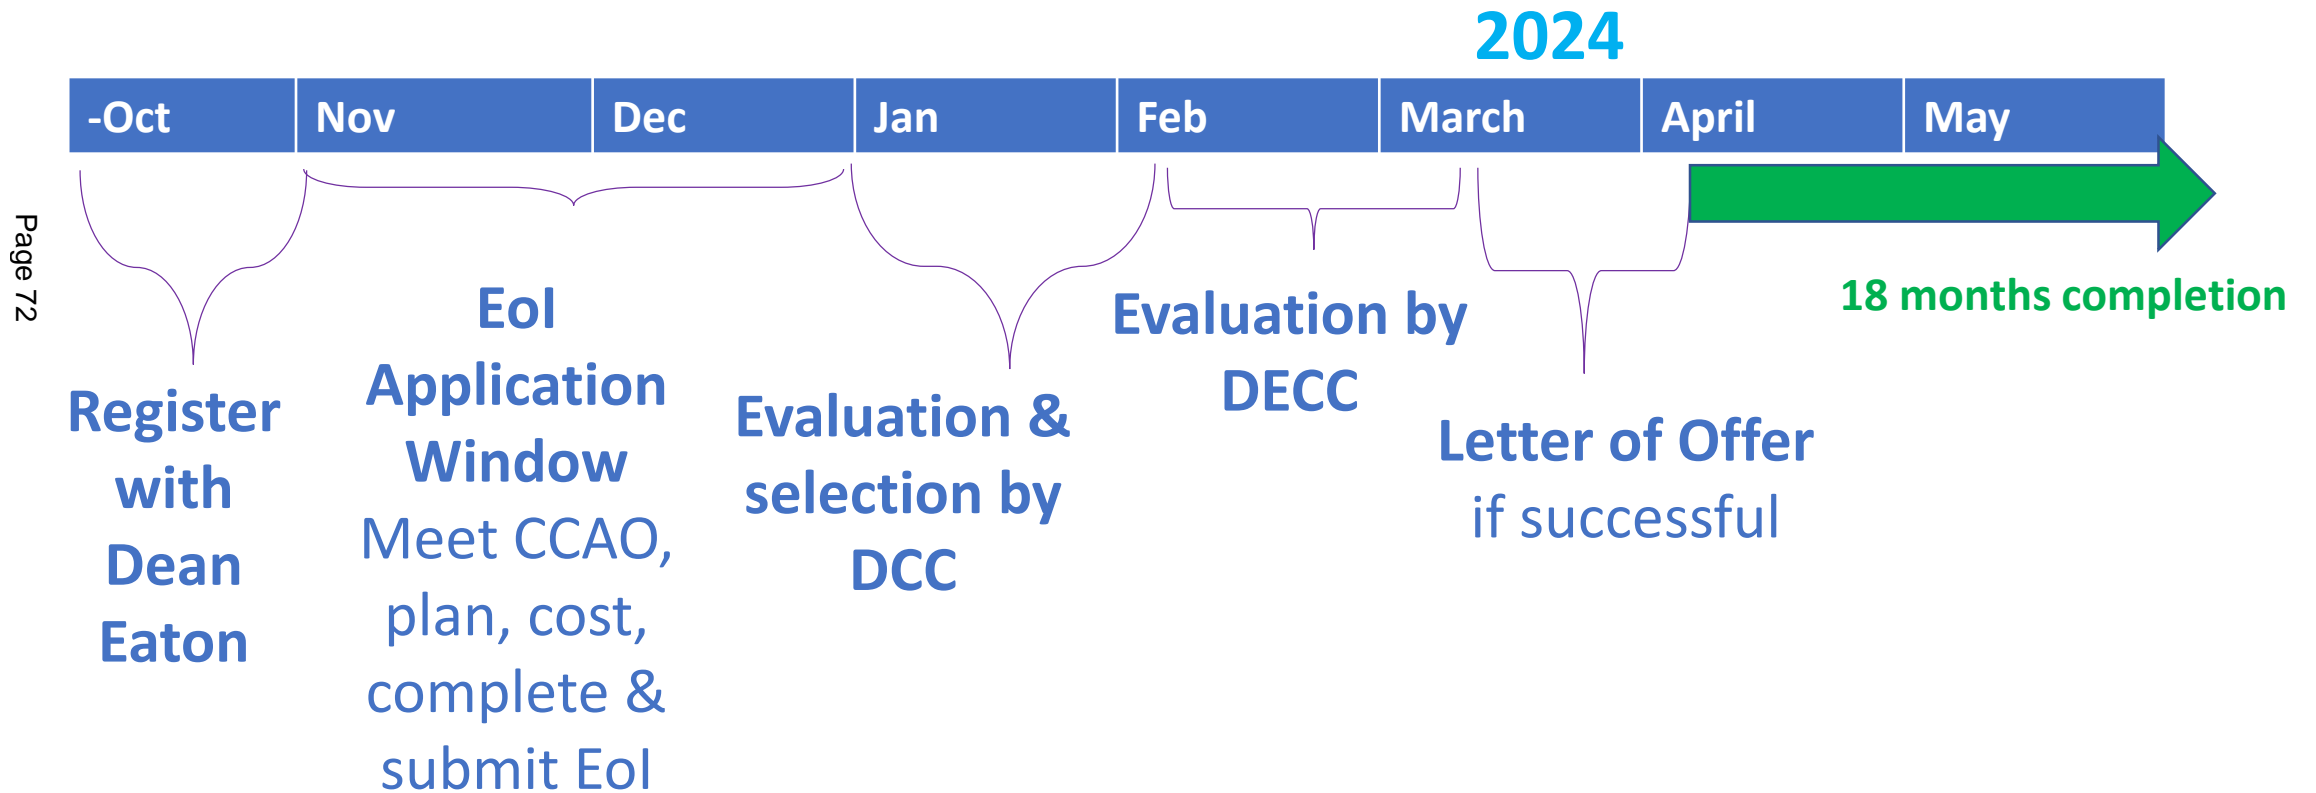 2024
-Oct
Nov
Dec
Jan
Feb
March
April
May
18 months completion
Register
with
Dean
Eaton
EoI
Application
Window
Meet CCAO,
plan, cost,
complete &
submit EoI
Evaluation &
selection by
DCC
Evaluation by
DECC
Letter of Offer
if successful
Page 72